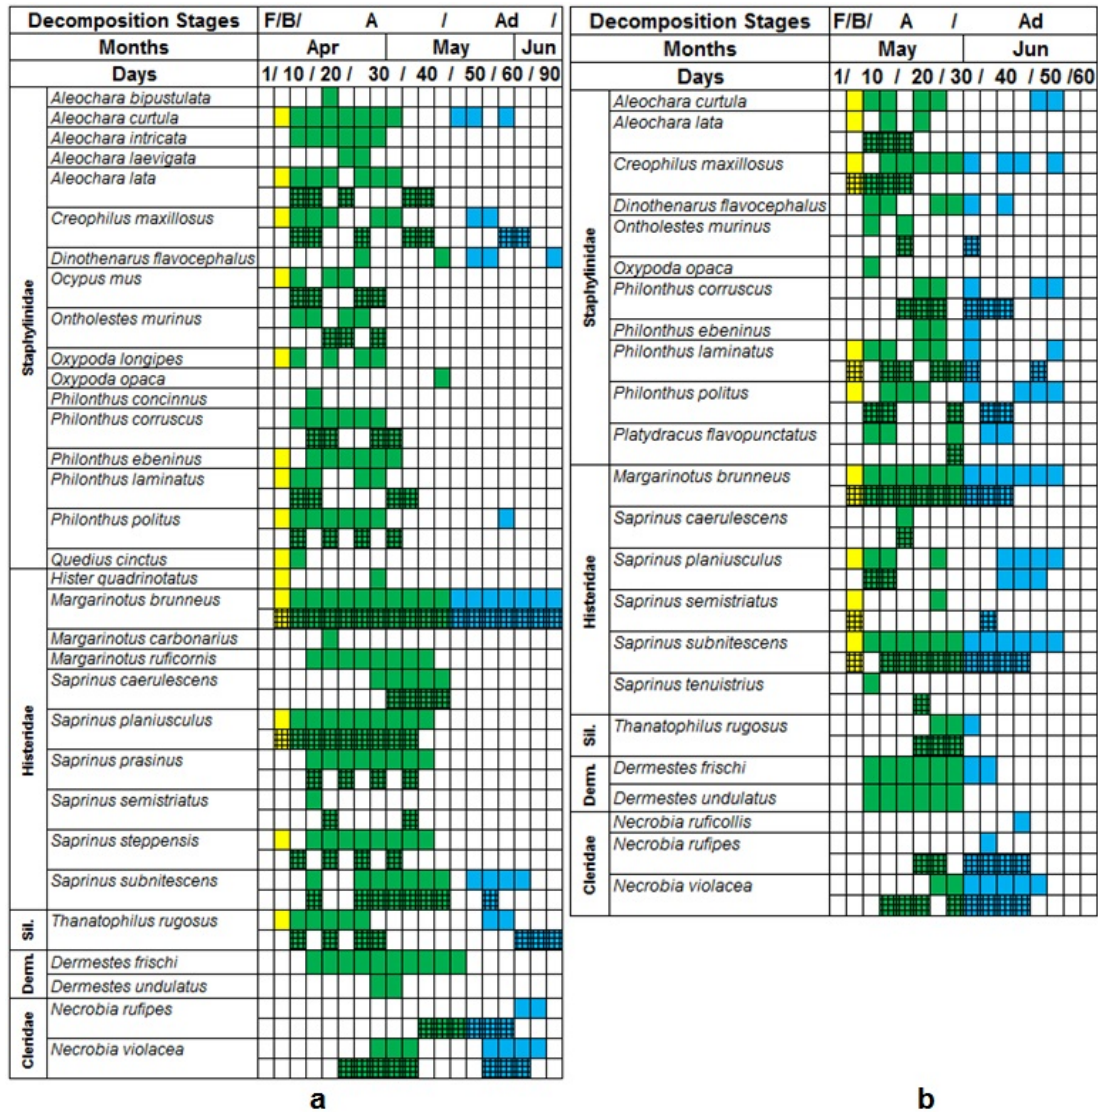 Decomposition Stages F/B/ A / Ad /
Months Apr May Jun
Days 1/ 10 / 20 / 30 / 40 / 50 / 60 / 90
Staphylinidae
Aleochara bipustulata
Aleochara curtula
Aleochara intricata
Aleochara laevigata
Aleochara lata
Creophilus maxillosus
Dinothenarus flavocephalus
Ocypus mus
Ontholestes murinus
Oxypoda longipes
Oxypoda opaca
Philonthus concinnus
Philonthus corruscus
Philonthus ebeninus
Philonthus laminatus
Philonthus politus
Quedius cinctus
Histeridae
Hister quadrinotatus
Margarinotus brunneus
Margarinotus carbonarius
Margarinotus ruficornis
Saprinus caerulescens
Saprinus planiusculus
Saprinus prasinus
Saprinus semistriatus
Saprinus steppensis
Saprinus subnitescens
Sil.
Thanatophilus rugosus
Derm.
Dermestes frischi
Dermestes undulatus
Cleridae
Necrobia rufipes
Necrobia violacea
a
Decomposition Stages F/B/ A / Ad
Months May Jun
Days 1/ 10 / 20 / 30 / 40 / 50 /60
Staphylinidae
Aleochara curtula
Aleochara lata
Creophilus maxillosus
Dinothenarus flavocephalus
Ontholestes murinus
Oxypoda opaca
Philonthus corruscus
Philonthus ebeninus
Philonthus laminatus
Philonthus politus
Platydracus flavopunctatus
Histeridae
Margarinotus brunneus
Saprinus caerulescens
Saprinus planiusculus
Saprinus semistriatus
Saprinus subnitescens
Saprinus tenuistrius
Sil.
Thanatophilus rugosus
Derm.
Dermestes frischi
Dermestes undulatus
Cleridae
Necrobia ruficollis
Necrobia rufipes
Necrobia violacea
b